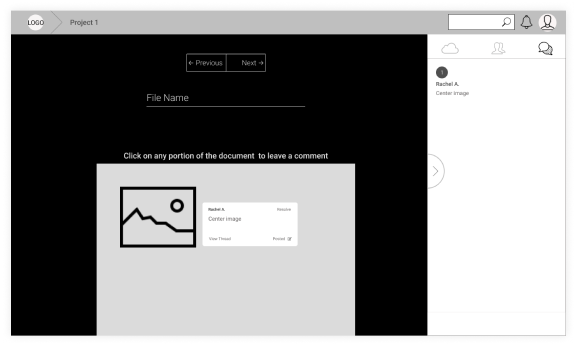 LOGO
Project 1
← Previous
Next →
File Name
Click on any portion of the document to leave a comment
Rachel A.
Resolve
Center image
View Thread
1
Rachel A.
Center image